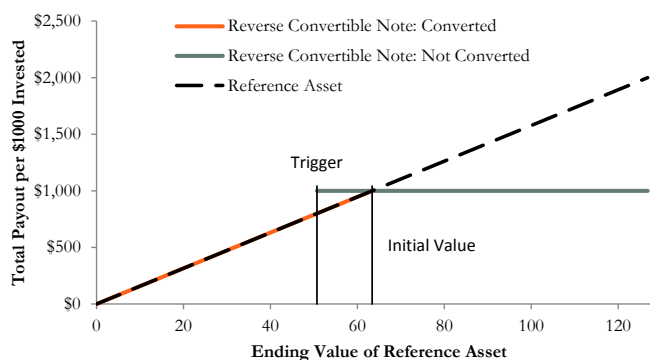 $2,500
Reverse Convertible Note: Converted
Reverse Convertible Note: Not Converted
$2,000
Reference Asset
Total Payout per $1000 Invested
$1,500
Trigger
$1,000
Initial Value
$500
$0
0 20 40 60 80 100 120
Ending Value of Reference Asset